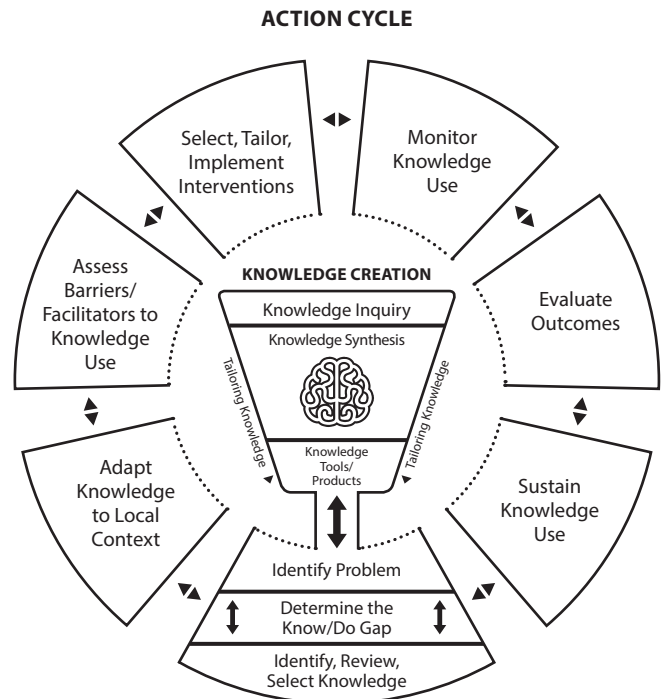 ACTION CYCLE
Select, Tailor,
Implement
Interventions
Monitor
Knowledge
Use
Assess
Barriers/
Facilitators to
Knowledge
Use
Evaluate
Outcomes
KNOWLEDGE CREATION
Knowledge Inquiry
Knowledge Synthesis
Tailoring Knowledge
Tailoring Knowledge
Knowledge
Tools/
Products
Adapt
Knowledge
to Local
Context
Sustain
Knowledge
Use
Identify Problem
Determine the
Know/Do Gap
Identify, Review,
Select Knowledge